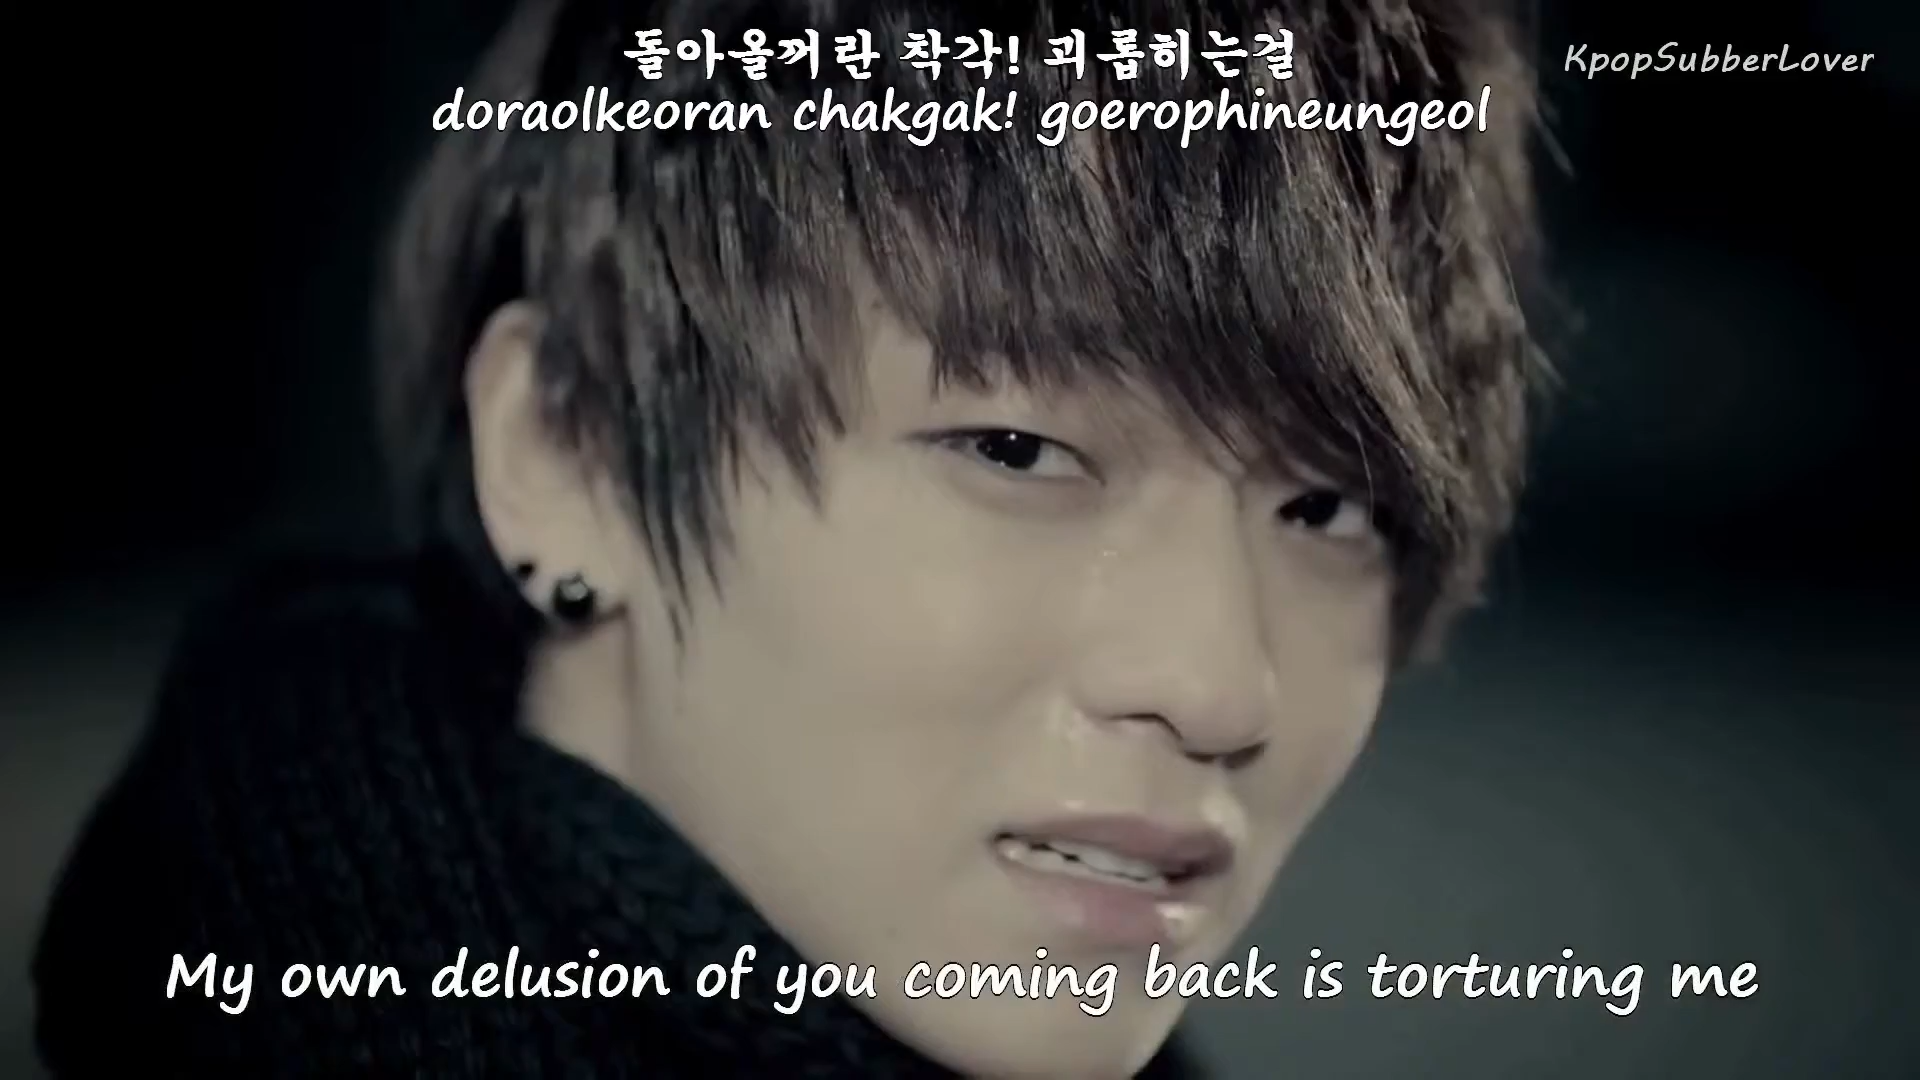 돌아올꺼란 착각! 괴롭히는걸
KpopSubberLover
doraolkeoran chakgak! goerophineungeol
My own delusion of you coming back is torturing me